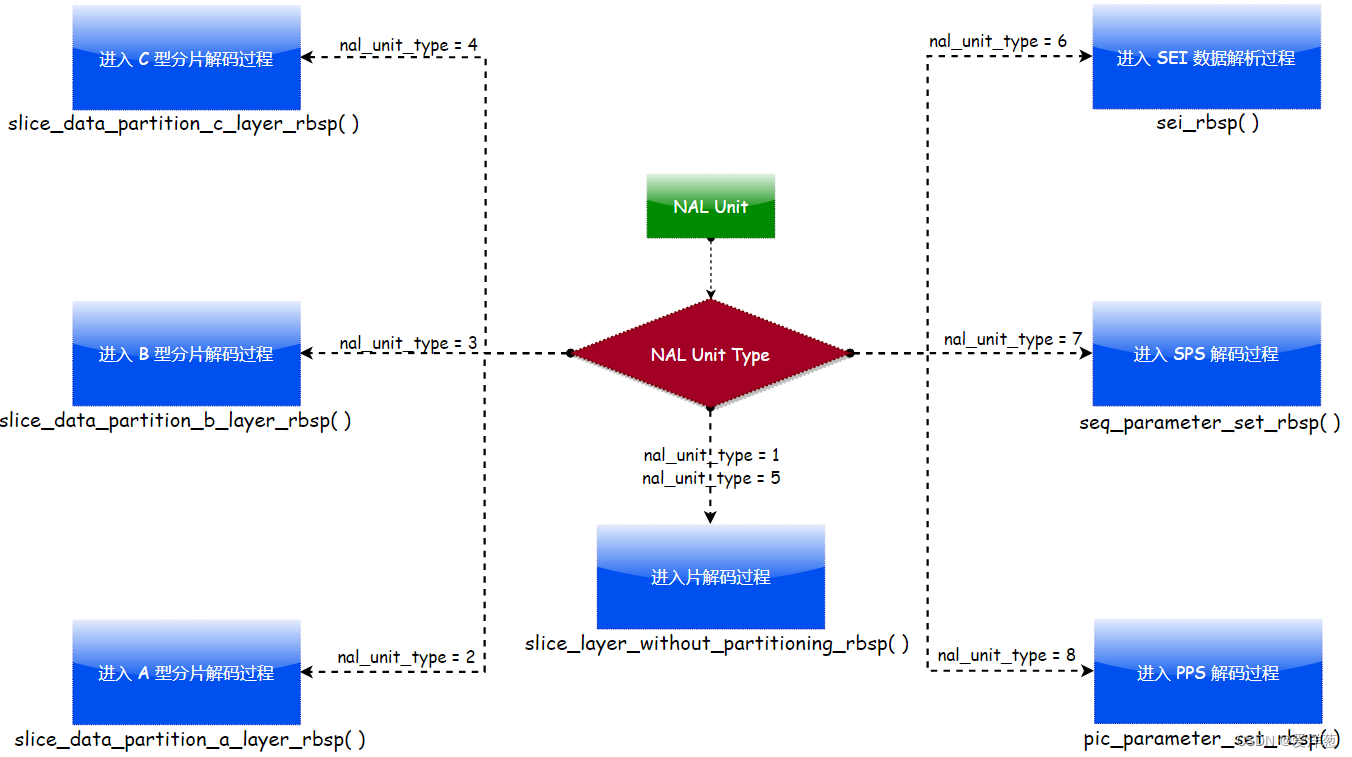 nal_unit_type = 4
进入 C 型分片解码过程
slice_data_partition_c_layer_rbsp( )
nal_unit_type = 6
进入 SEI 数据解析过程
sei_rbsp( )
NAL Unit
nal_unit_type = 3
进入 B 型分片解码过程
slice_data_partition_b_layer_rbsp( )
NAL Unit Type
nal_unit_type = 7
进入 SPS 解码过程
seq_parameter_set_rbsp( )
nal_unit_type = 1
nal_unit_type = 5
进入片解码过程
slice_layer_without_partitioning_rbsp( )
nal_unit_type = 2
进入 A 型分片解码过程
slice_data_partition_a_layer_rbsp( )
nal_unit_type = 8
进入 PPS 解码过程
pic_parameter_set_rbsp( )
CSDN @爱洋葱